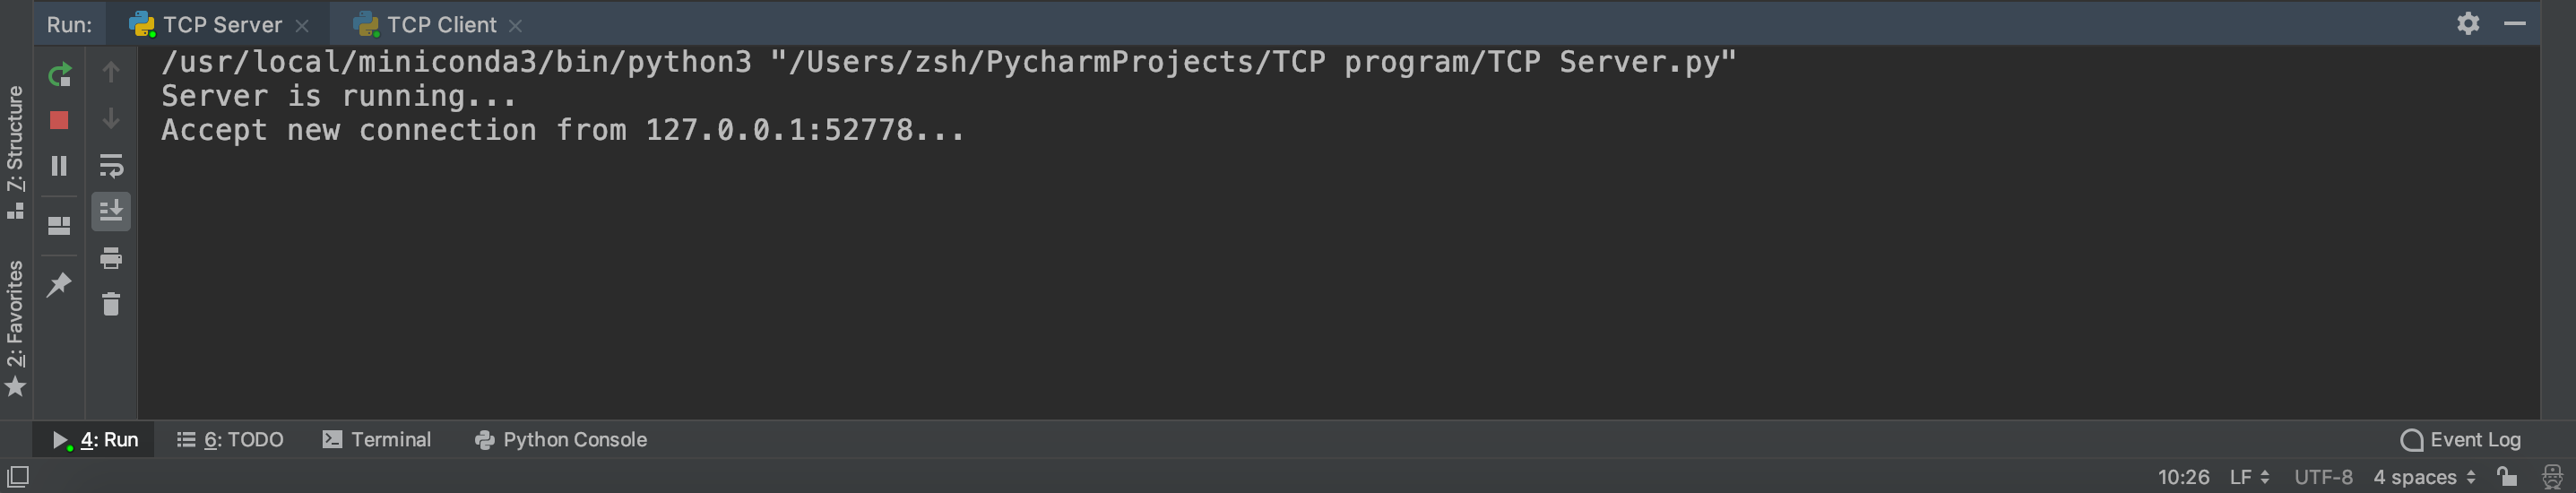 Run: TCP Server TCP Client
/usr/local/miniconda3/bin/python3 "/Users/zsh/PycharmProjects/TCP program/TCP Server.py"
Server is running...
Accept new connection from 127.0.0.1:52778...
7: Structure
2: Favorites
4: Run 6: TODO Terminal Python Console Event Log
10:26 LF UTF-8 4 spaces